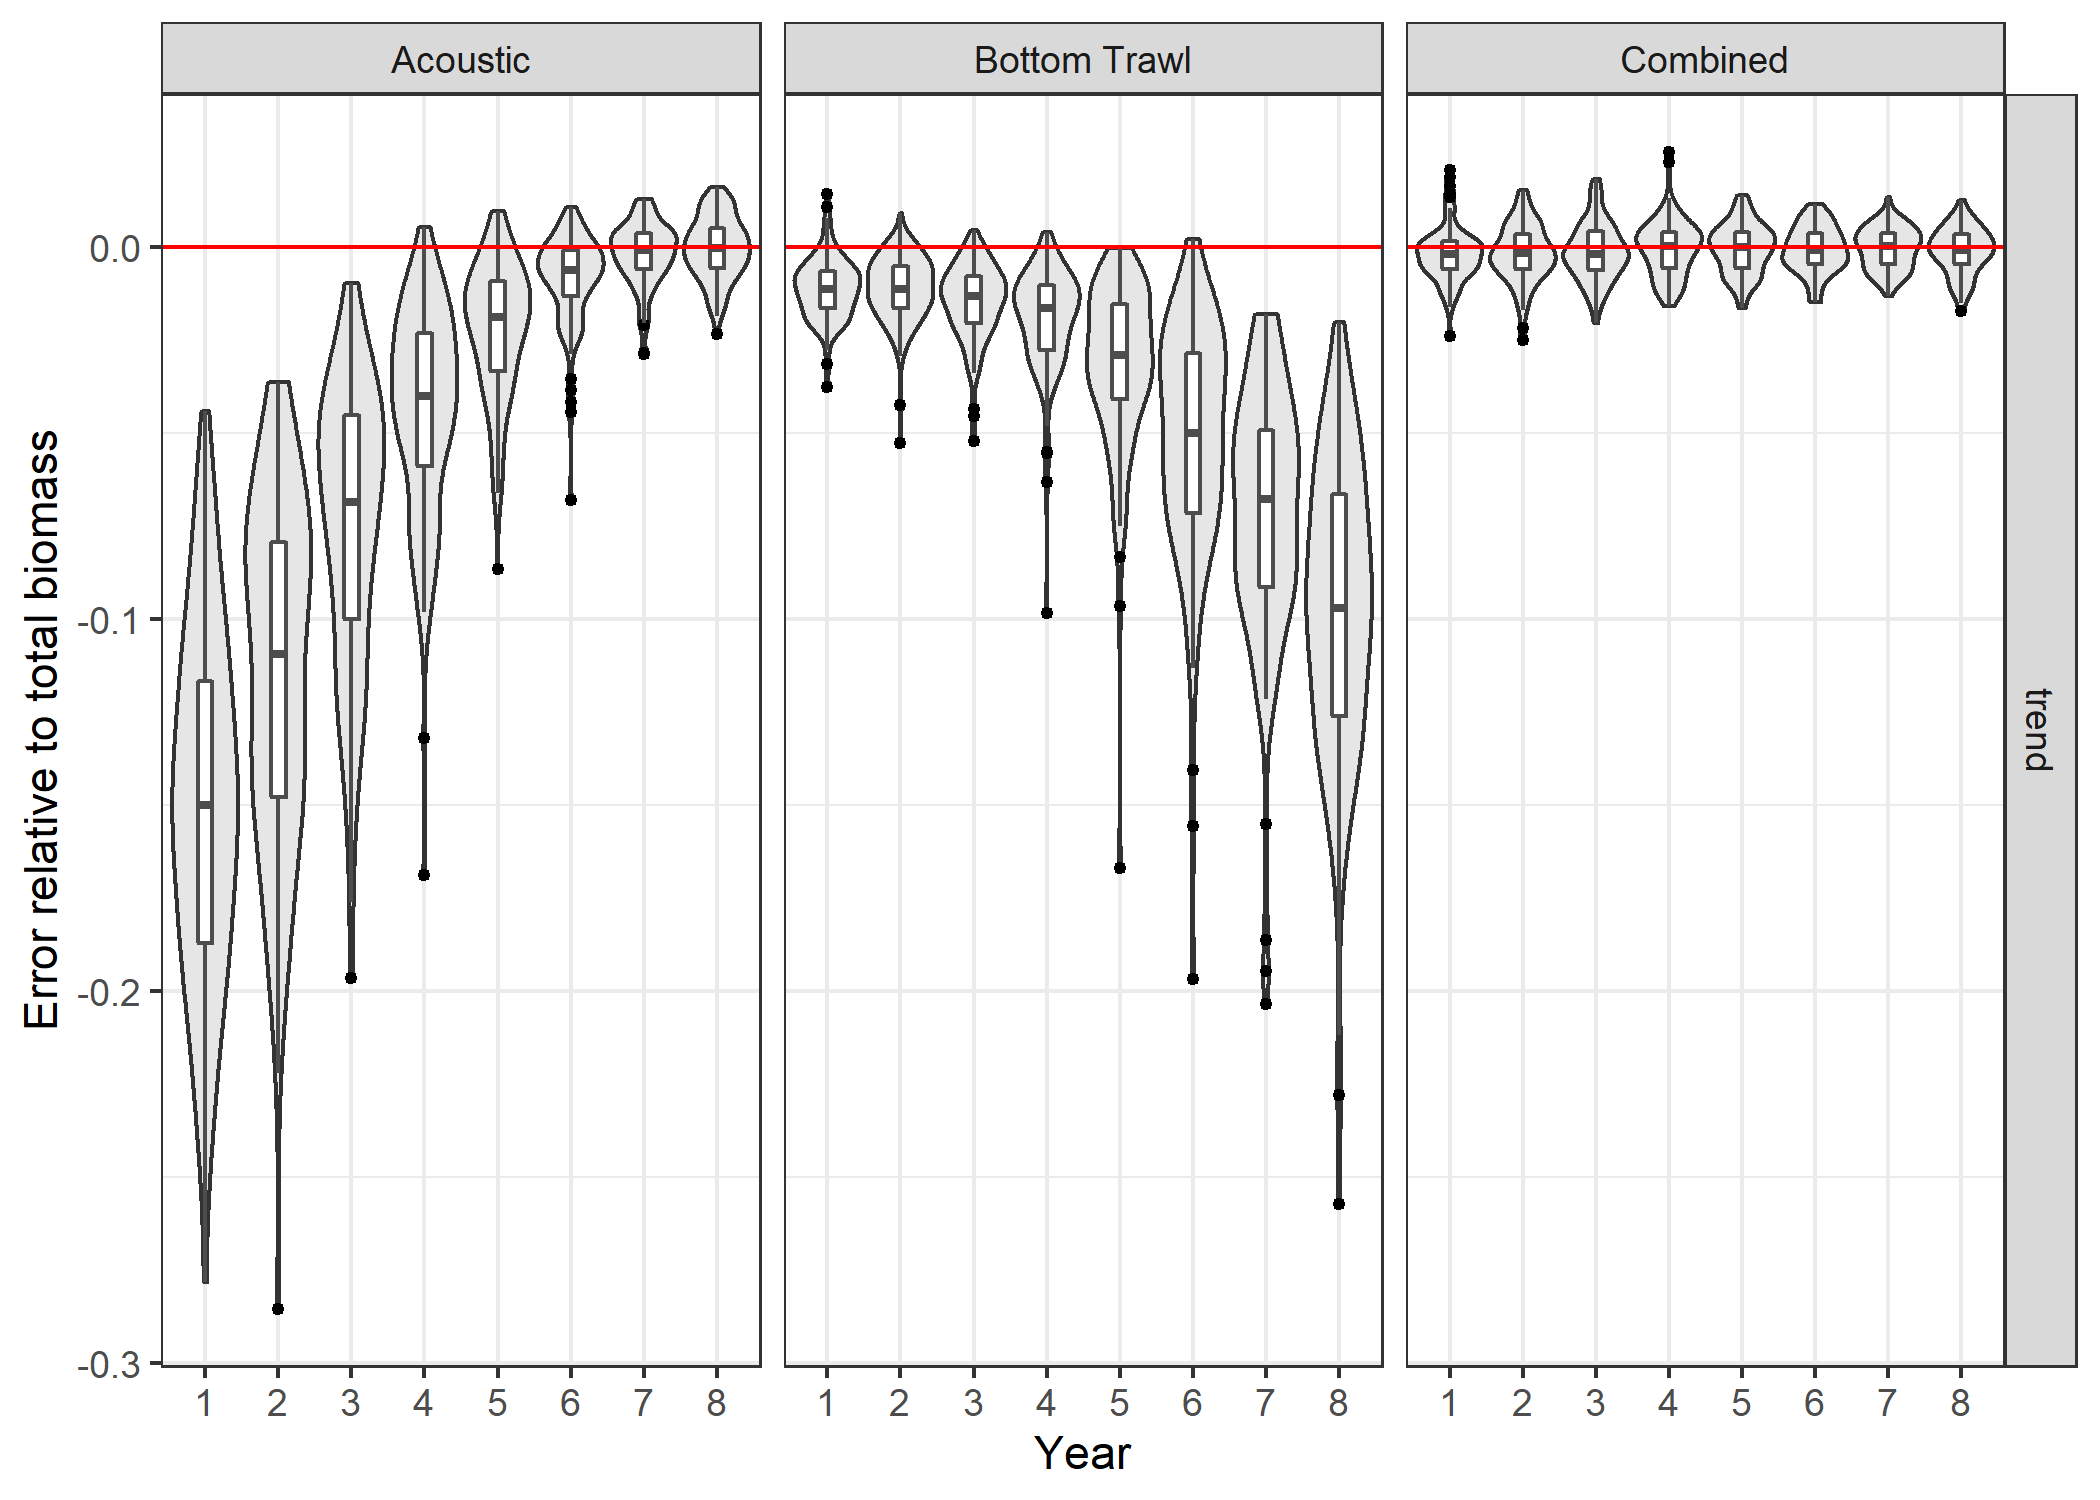 Acoustic Bottom Trawl Combined
trend
Error relative to total biomass
0.0
-0.1
-0.2
-0.3
1 2 3 4 5 6 7 8 1 2 3 4 5 6 7 8 1 2 3 4 5 6 7 8
Year